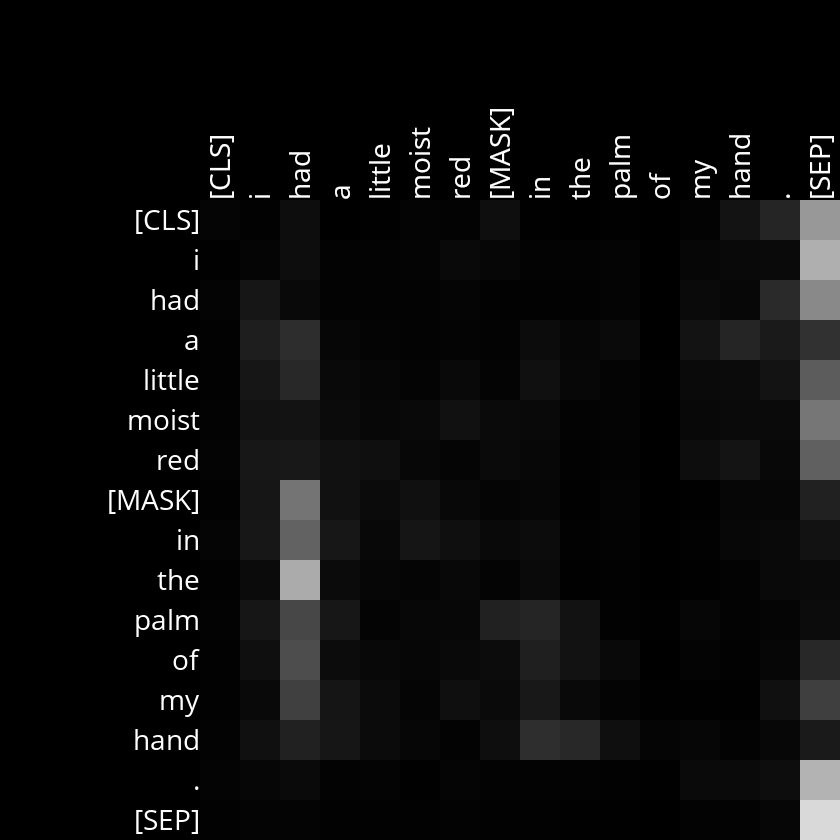 [CLS] i had a little moist red [MASK] in the palm of my hand . [SEP]
[CLS]
i
had
a
little
moist
red
[MASK]
in
the
palm
of
my
hand
.
[SEP]